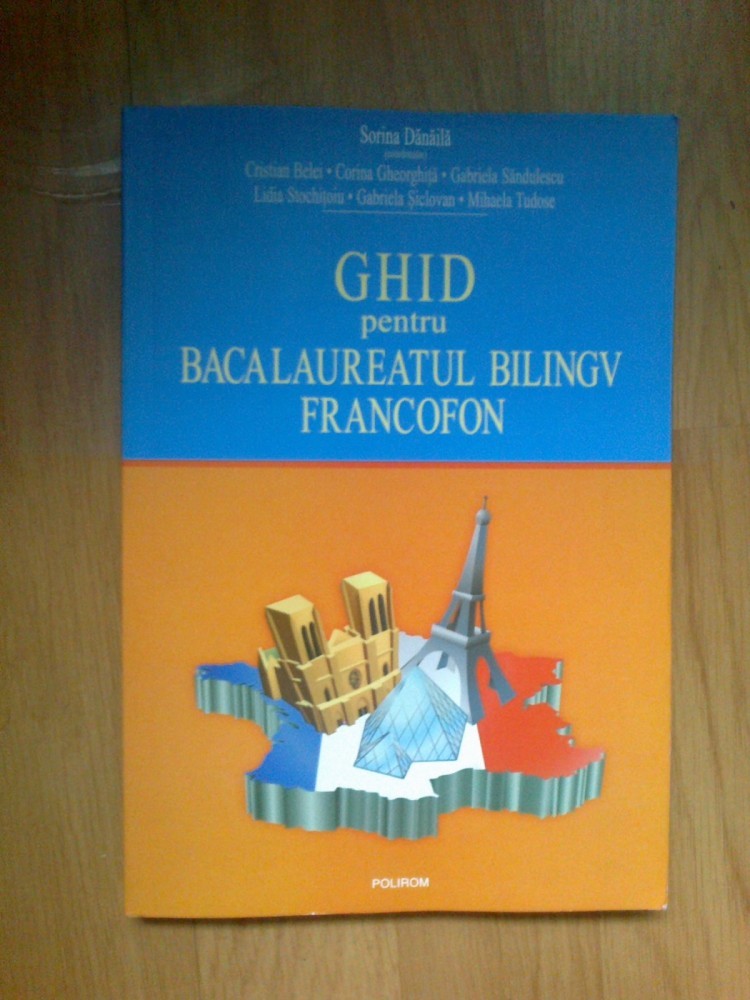 Sorina Dănăilă
(coordonator)
Cristian Belei • Corina Gheorghiță • Gabriela Săndulescu
Lidia Stochițoiu • Gabriela Șiclovan • Mihaela Tudose
GHID
pentru
BACALAUREATUL BILINGV
FRANCOFON
POLIROM